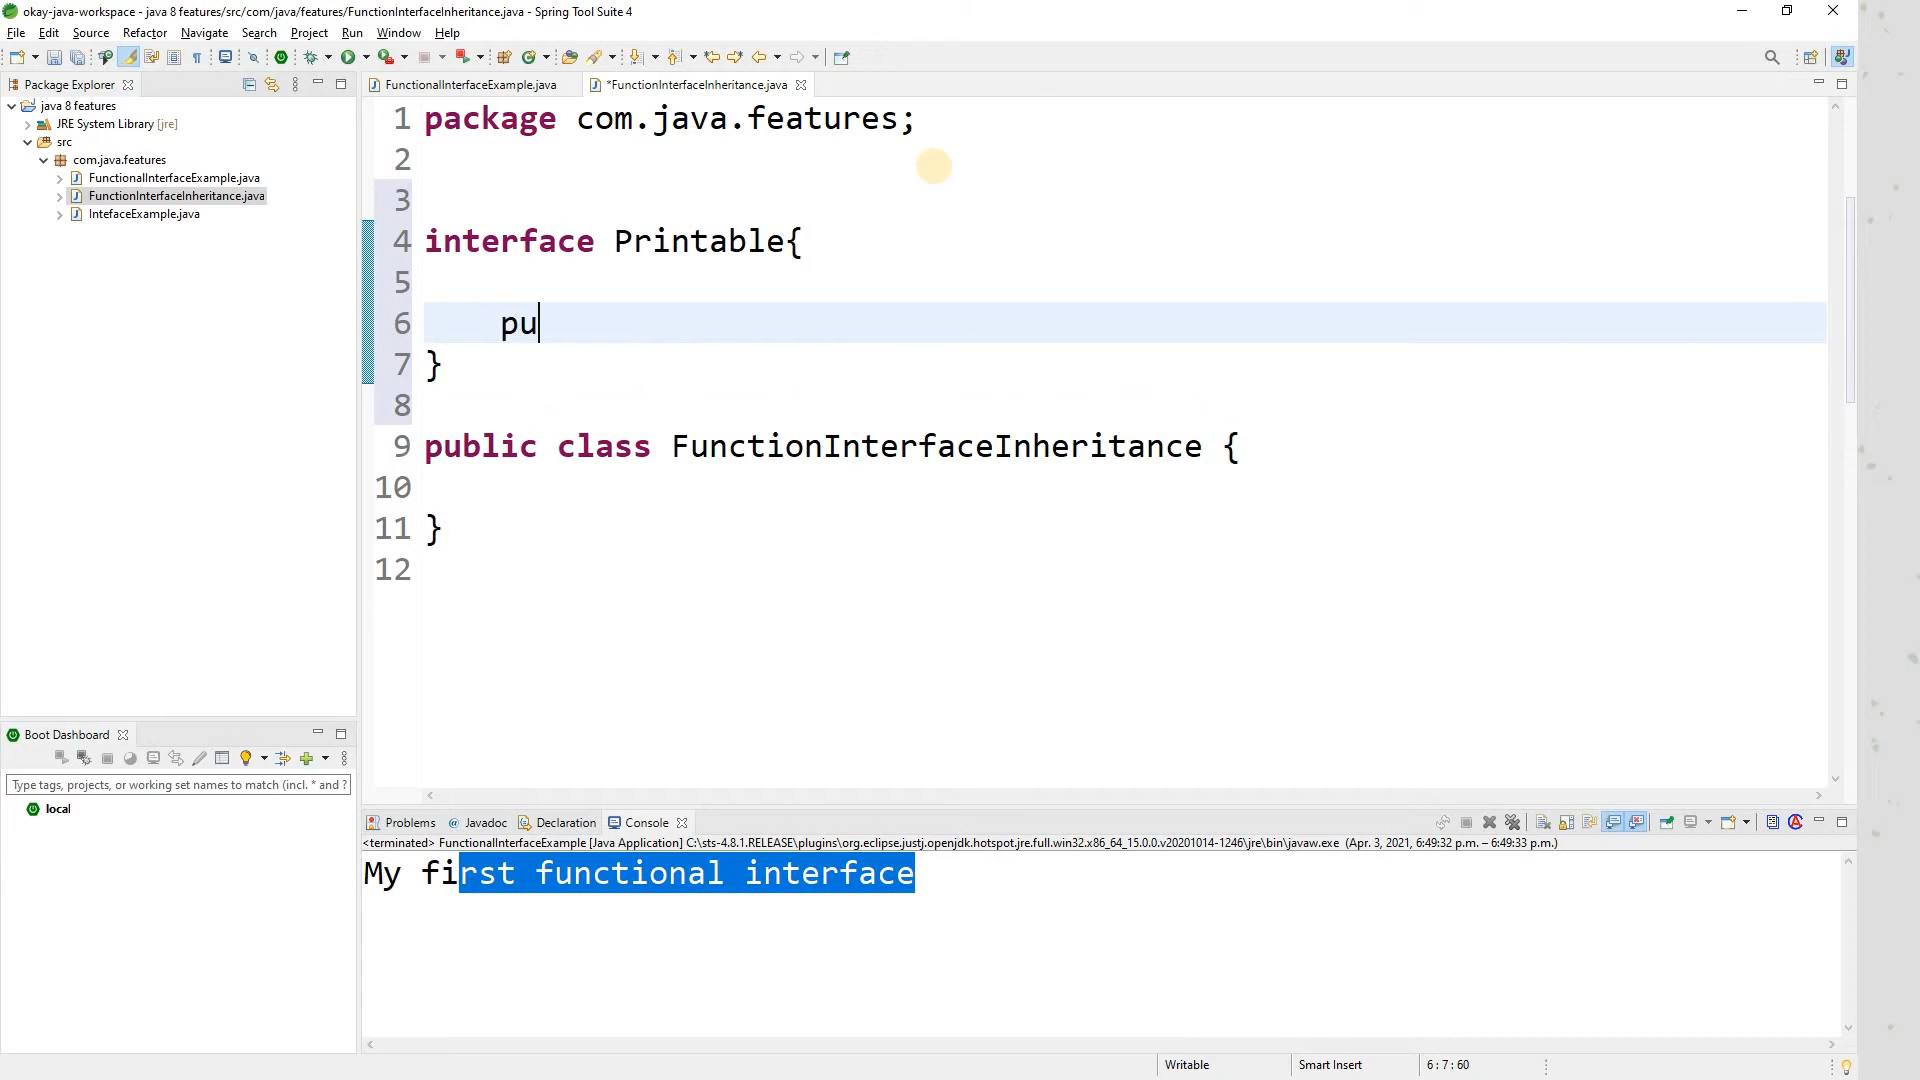 okay-java-workspace - java 8 features/src/com/java/features/FunctionInterfaceInheritance.java - Spring Tool Suite 4
File Edit Source Refactor Navigate Search Project Run Window Help
Package Explorer
java 8 features
JRE System Library [jre]
src
com.java.features
FunctionalInterfaceExample.java
FunctionInterfaceInheritance.java
IntefaceExample.java
FunctionalInterfaceExample.java
*FunctionInterfaceInheritance.java
1 package com.java.features;
2
3
4 interface Printable{
5
6 pu
7 }
8
9 public class FunctionInterfaceInheritance {
10
11 }
12
Boot Dashboard
Type tags, projects, or working set names to match (incl. * and ?
local
Problems @ Javadoc Declaration Console
<terminated> FunctionalInterfaceExample [Java Application] C:\sts-4.8.1.RELEASE\plugins\org.eclipse.justj.openjdk.hotspot.jre.full.win32.x86_64_15.0.0.v20201014-1246\jre\bin\javaw.exe (Apr. 3, 2021, 6:49:32 p.m. – 6:49:33 p.m.)
My first functional interface
Writable Smart Insert 6 : 7 : 60